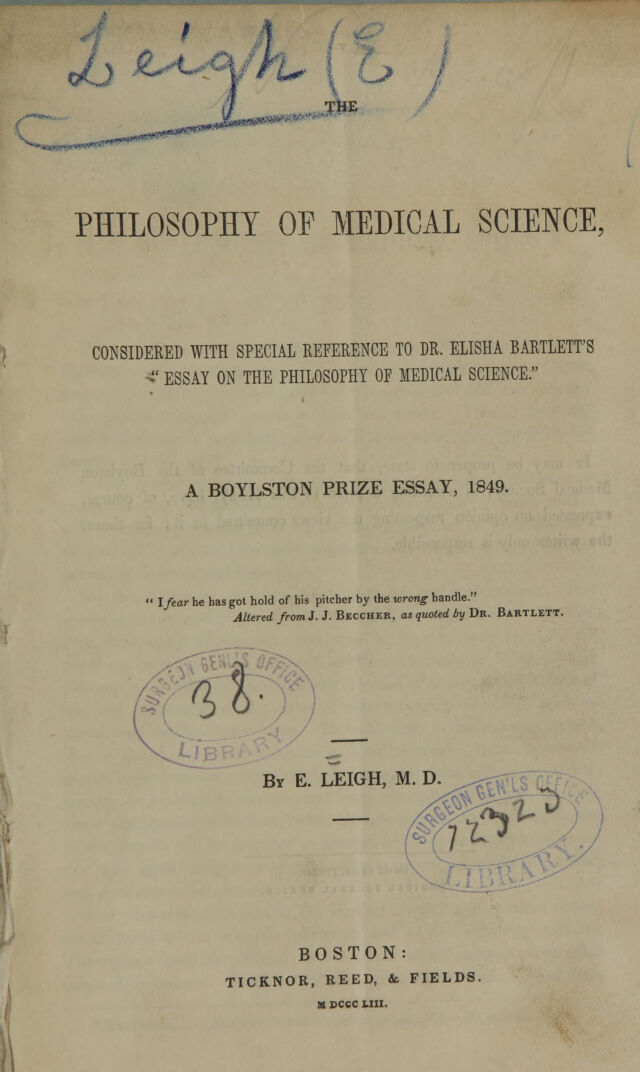 Leigh (E)
THE
PHILOSOPHY OF MEDICAL SCIENCE,
CONSIDERED WITH SPECIAL REFERENCE TO DR. ELISHA BARTLETT'S
" ESSAY ON THE PHILOSOPHY OF MEDICAL SCIENCE."
A BOYLSTON PRIZE ESSAY, 1849.
" I fear he has got hold of his pitcher by the wrong handle."
Altered from J. J. BECCHER, as quoted by DR. BARTLETT.
SURGEON GENL'S OFFICE
38.
LIBRARY
BY E. LEIGH, M. D.
SURGEON GEN'LS OFFICE
12323
LIBRARY.
BOSTON:
TICKNOR, REED, & FIELDS.
M DCCC LIII.